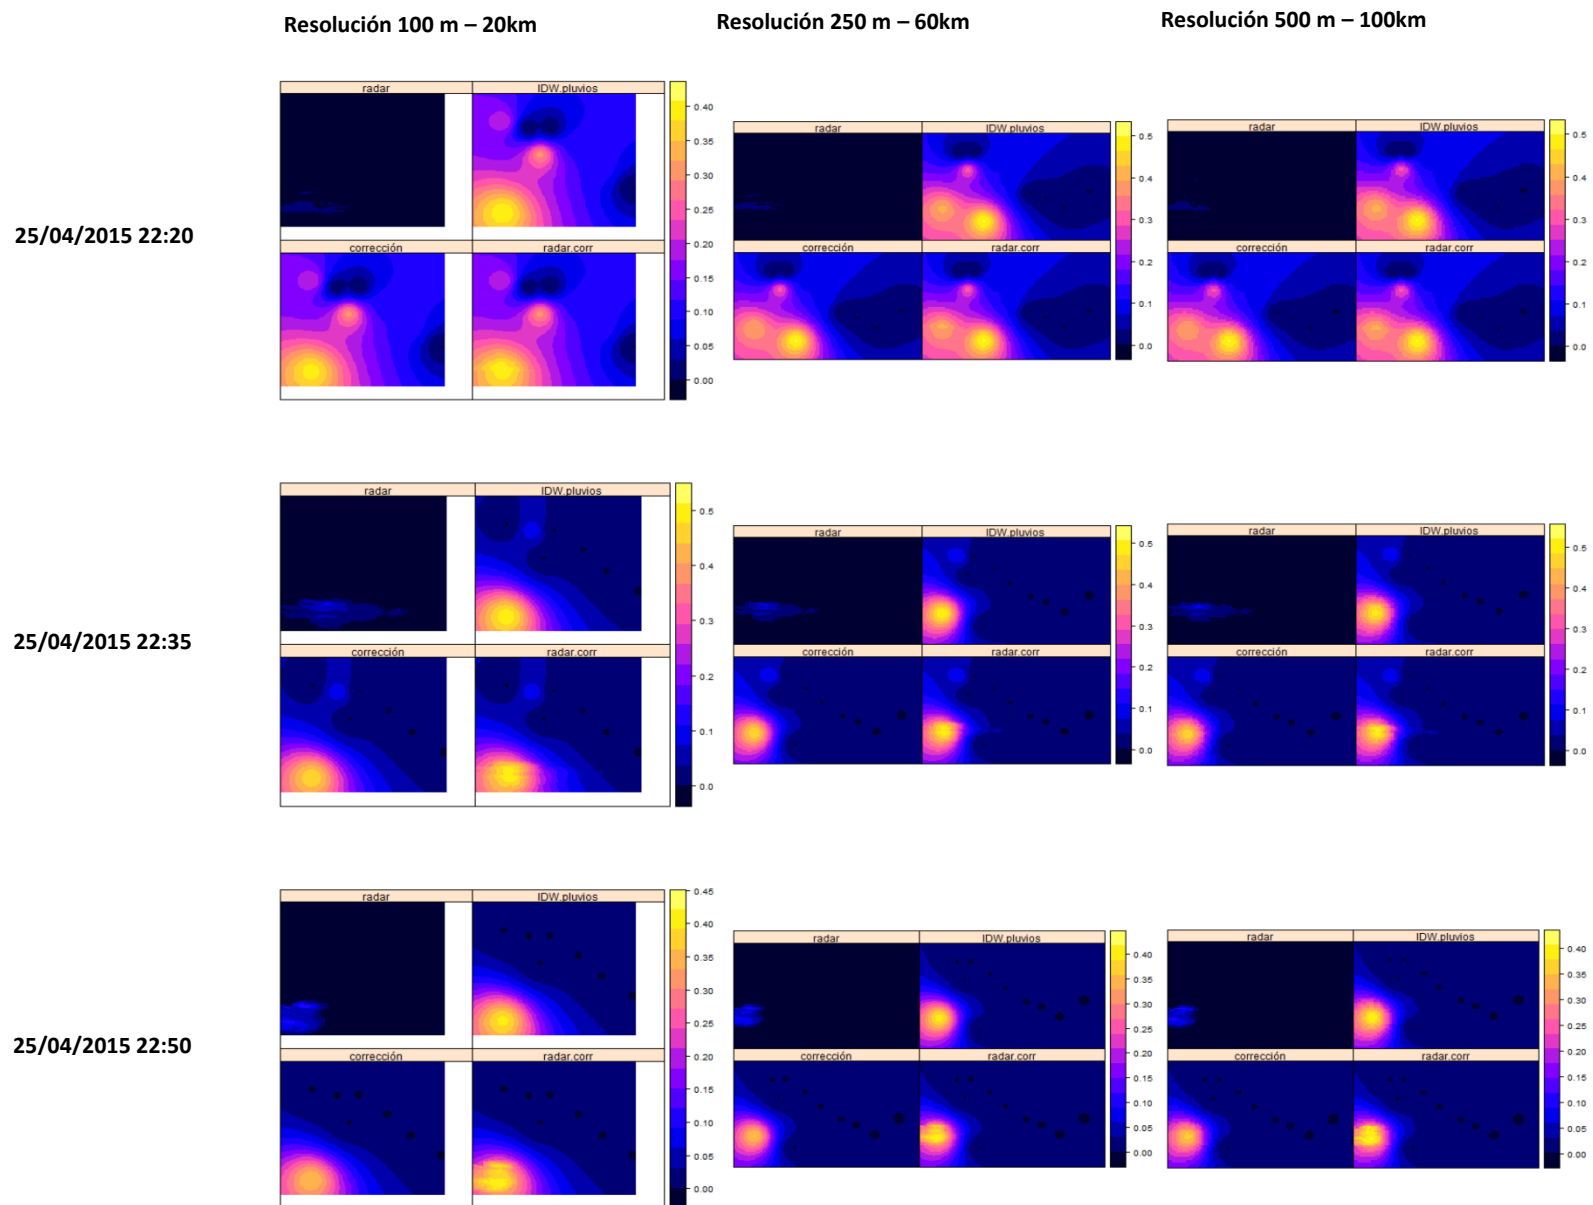 Resolución 100 m – 20km
Resolución 250 m – 60km
Resolución 500 m – 100km
25/04/2015 22:20
radar
IDW.pluvios
corrección
radar.corr
0.40
0.35
0.30
0.25
0.20
0.15
0.10
0.05
0.00
radar
IDW.pluvios
corrección
radar.corr
0.5
0.4
0.3
0.2
0.1
0.0
radar
IDW.pluvios
corrección
radar.corr
0.5
0.4
0.3
0.2
0.1
0.0
25/04/2015 22:35
radar
IDW.pluvios
corrección
radar.corr
0.5
0.4
0.3
0.2
0.1
0.0
radar
IDW.pluvios
corrección
radar.corr
0.5
0.4
0.3
0.2
0.1
0.0
radar
IDW.pluvios
corrección
radar.corr
0.5
0.4
0.3
0.2
0.1
0.0
25/04/2015 22:50
radar
IDW.pluvios
corrección
radar.corr
0.45
0.40
0.35
0.30
0.25
0.20
0.15
0.10
0.05
0.00
radar
IDW.pluvios
corrección
radar.corr
0.40
0.35
0.30
0.25
0.20
0.15
0.10
0.05
0.00
radar
IDW.pluvios
corrección
radar.corr
0.40
0.35
0.30
0.25
0.20
0.15
0.10
0.05
0.00